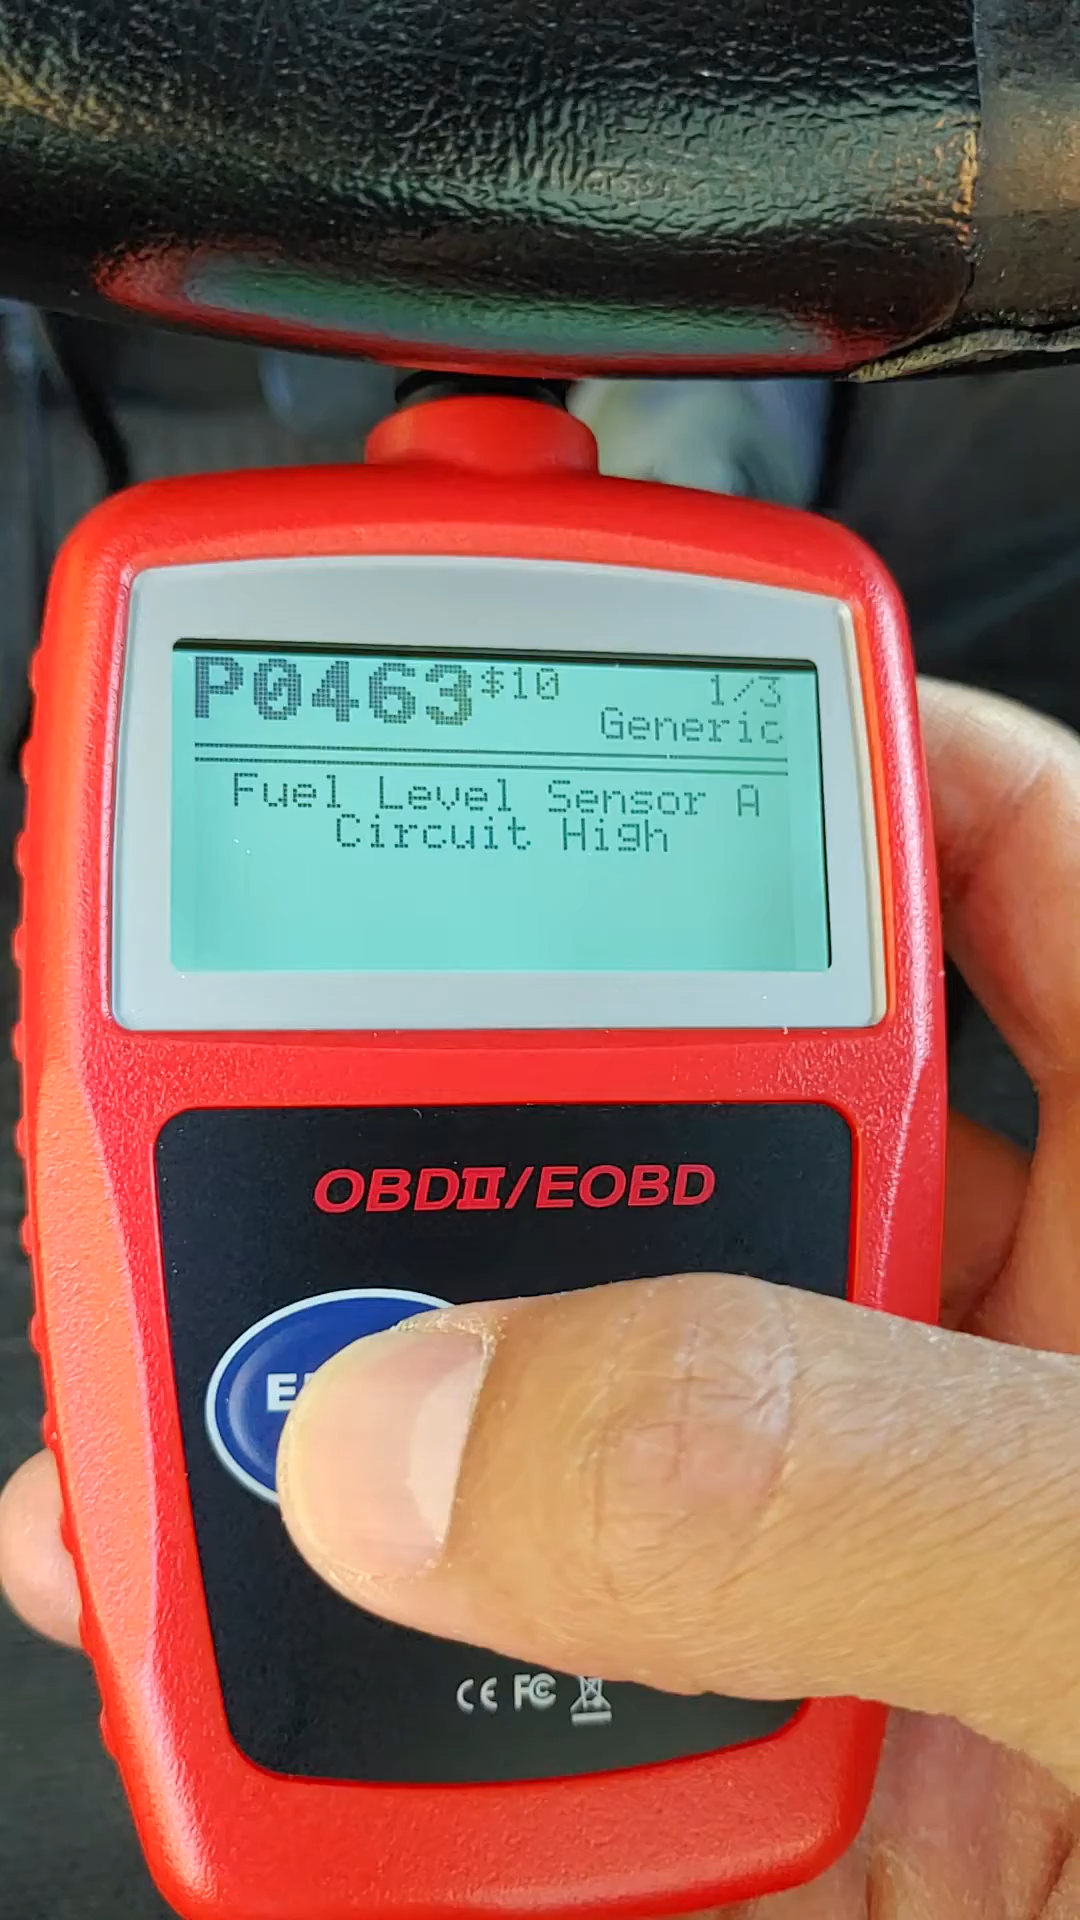 P0463 $10 1/3
Generic
Fuel Level Sensor A
Circuit High
OBDII/EOBD
CE FC